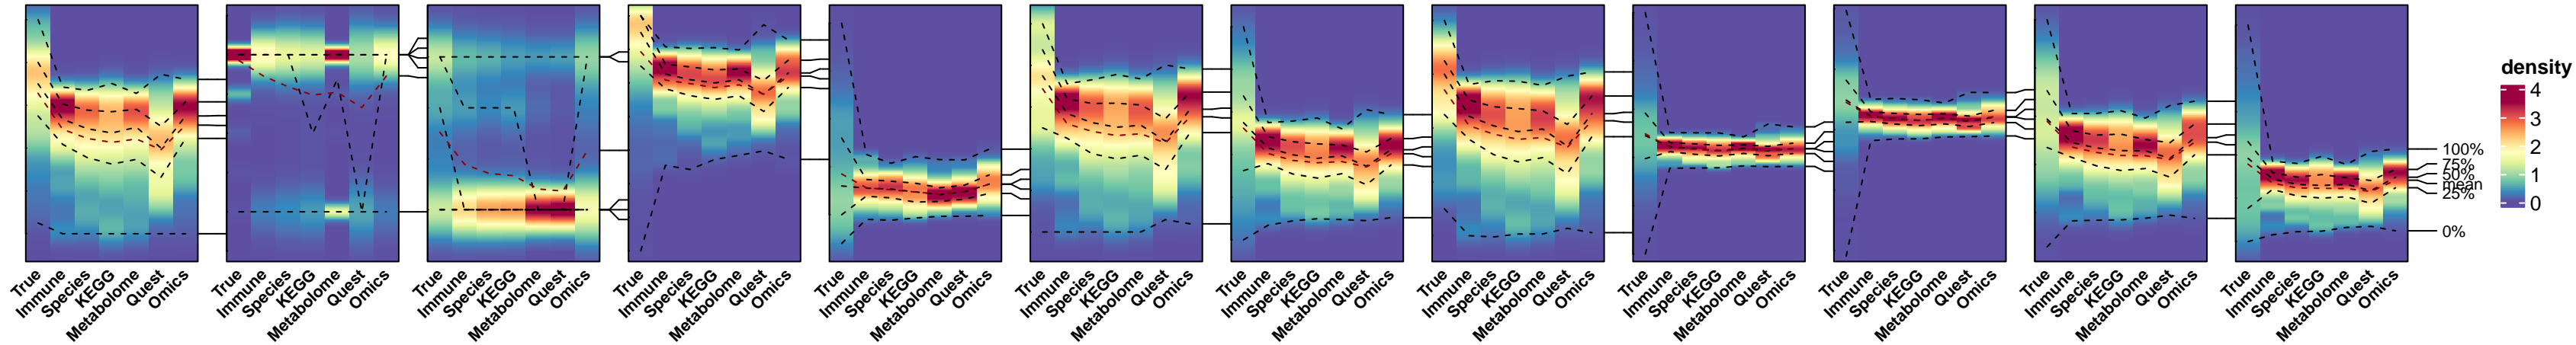 True
Immune
Species
KEGG
Metabolome
Quest
Omics
True
Immune
Species
KEGG
Metabolome
Quest
Omics
True
Immune
Species
KEGG
Metabolome
Quest
Omics
True
Immune
Species
KEGG
Metabolome
Quest
Omics
True
Immune
Species
KEGG
Metabolome
Quest
Omics
True
Immune
Species
KEGG
Metabolome
Quest
Omics
True
Immune
Species
KEGG
Metabolome
Quest
Omics
True
Immune
Species
KEGG
Metabolome
Quest
Omics
True
Immune
Species
KEGG
Metabolome
Quest
Omics
True
Immune
Species
KEGG
Metabolome
Quest
Omics
True
Immune
Species
KEGG
Metabolome
Quest
Omics
True
Immune
Species
KEGG
Metabolome
Quest
Omics
100%
75%
50%
mean
25%
0%
density
4
3
2
1
0